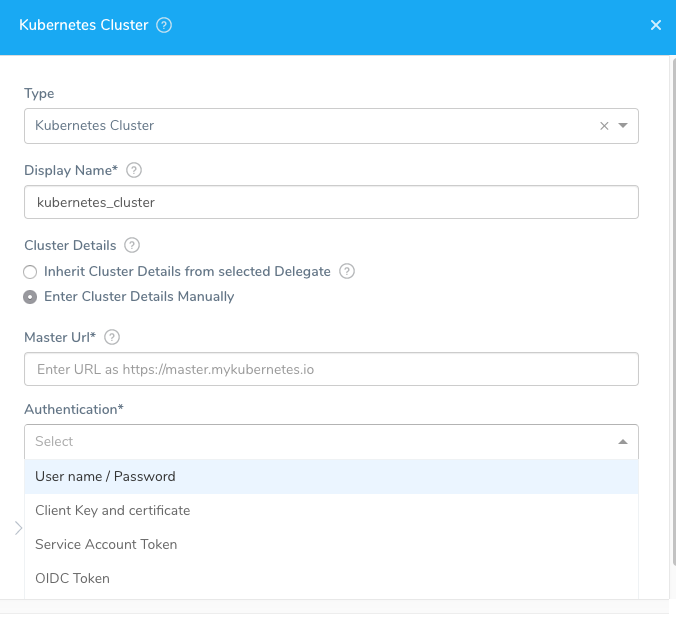 Kubernetes Cluster ?
Type
Kubernetes Cluster
Display Name* ?
kubernetes_cluster
Cluster Details ?
Inherit Cluster Details from selected Delegate ?
Enter Cluster Details Manually
Master Url* ?
Enter URL as https://master.mykubernetes.io
Authentication*
Select
User name / Password
Client Key and certificate
Service Account Token
OIDC Token